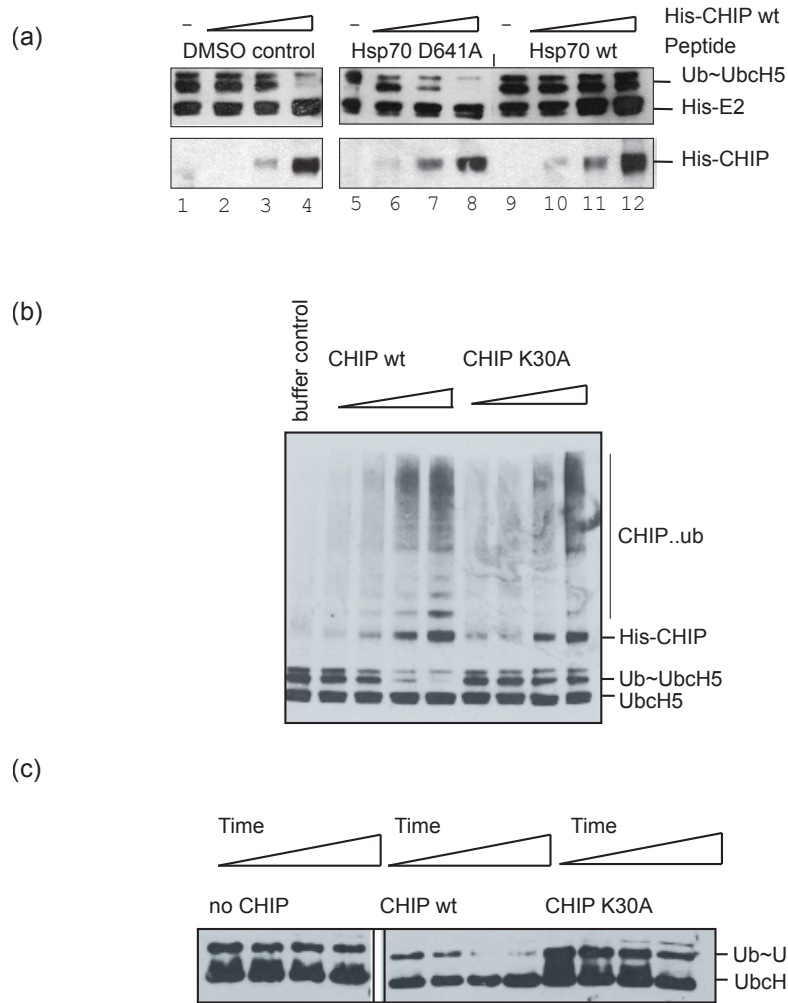 (a)
– – – His-CHIP wt
DMSO control Hsp70 D641A Hsp70 wt Peptide
Ub~UbcH5
His-E2
His-CHIP
1 2 3 4 5 6 7 8 9 10 11 12
(b)
buffer control
CHIP wt CHIP K30A
CHIP..ub
His-CHIP
Ub~UbcH5
UbcH5
(c)
Time Time Time
no CHIP CHIP wt CHIP K30A
Ub~U
UbcH